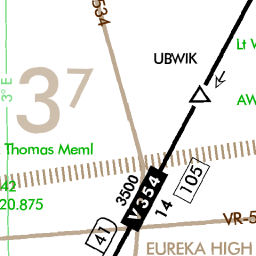 534
UBWIK
Lt W
3° E
37
AW
Thomas Meml
3500
V354
105
14
42
20.875
41
VR-5
EUREKA HIGH